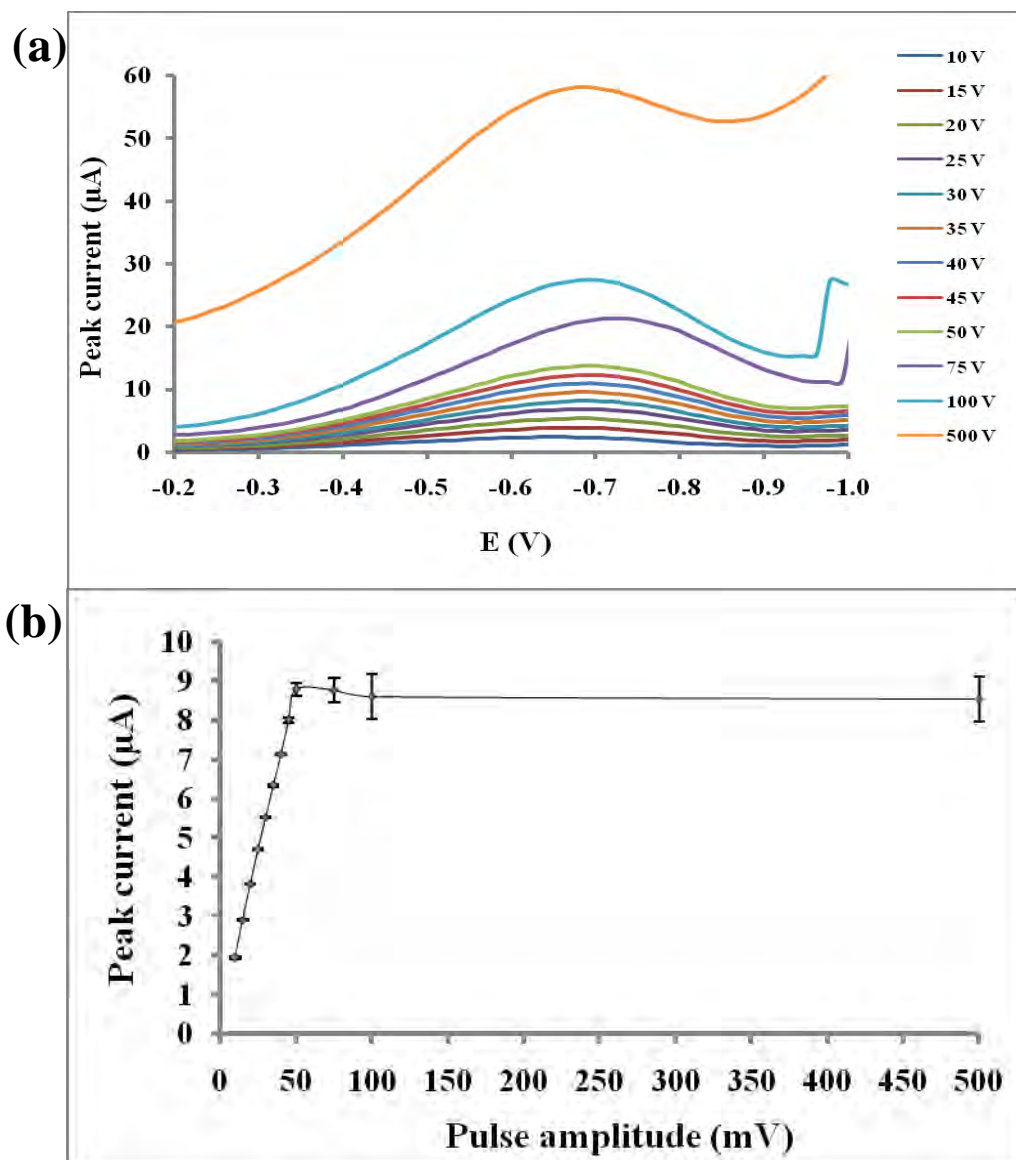 (a)
Peak current (µA)
60
50
40
30
20
10
0
-0.2 -0.3 -0.4 -0.5 -0.6 -0.7 -0.8 -0.9 -1.0
E (V)
10 V
15 V
20 V
25 V
30 V
35 V
40 V
45 V
50 V
75 V
100 V
500 V
(b)
Peak current (µA)
10
9
8
7
6
5
4
3
2
1
0
0 50 100 150 200 250 300 350 400 450 500
Pulse amplitude (mV)